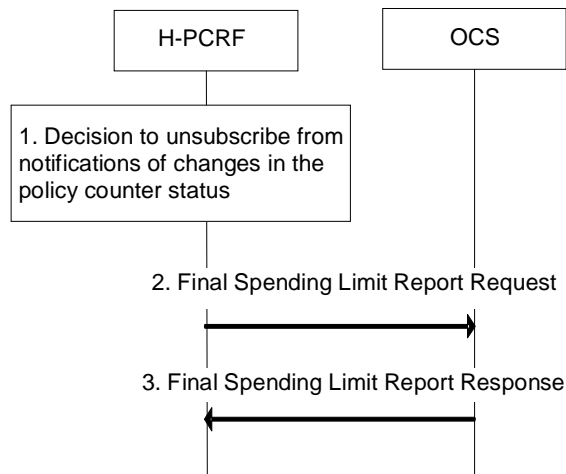 H-PCRF
OCS
1. Decision to unsubscribe from
notifications of changes in the
policy counter status
2. Final Spending Limit Report Request
3. Final Spending Limit Report Response